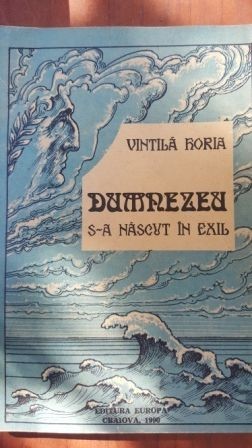 VINTILĂ HORIA
DUMNEZEU
S-A NĂSCUT ÎN EXIL
EDITURA EUROPA
CRAIOVA, 1990